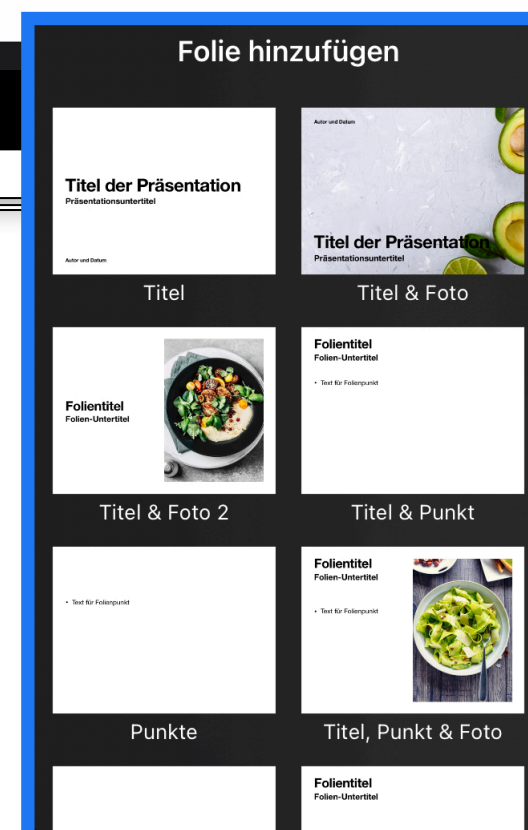 Folie hinzufügen
Titel der Präsentation
Präsentationsuntertitel
Autor und Datum
Titel
Autor und Datum
Titel der Präsentation
Präsentationsuntertitel
Titel & Foto
Folientitel
Folien-Untertitel
Titel & Foto 2
Folientitel
Folien-Untertitel
• Text für Folienpunkt
Titel & Punkt
• Text für Folienpunkt
Punkte
Folientitel
Folien-Untertitel
• Text für Folienpunkt
Titel, Punkt & Foto
Folientitel
Folien-Untertitel